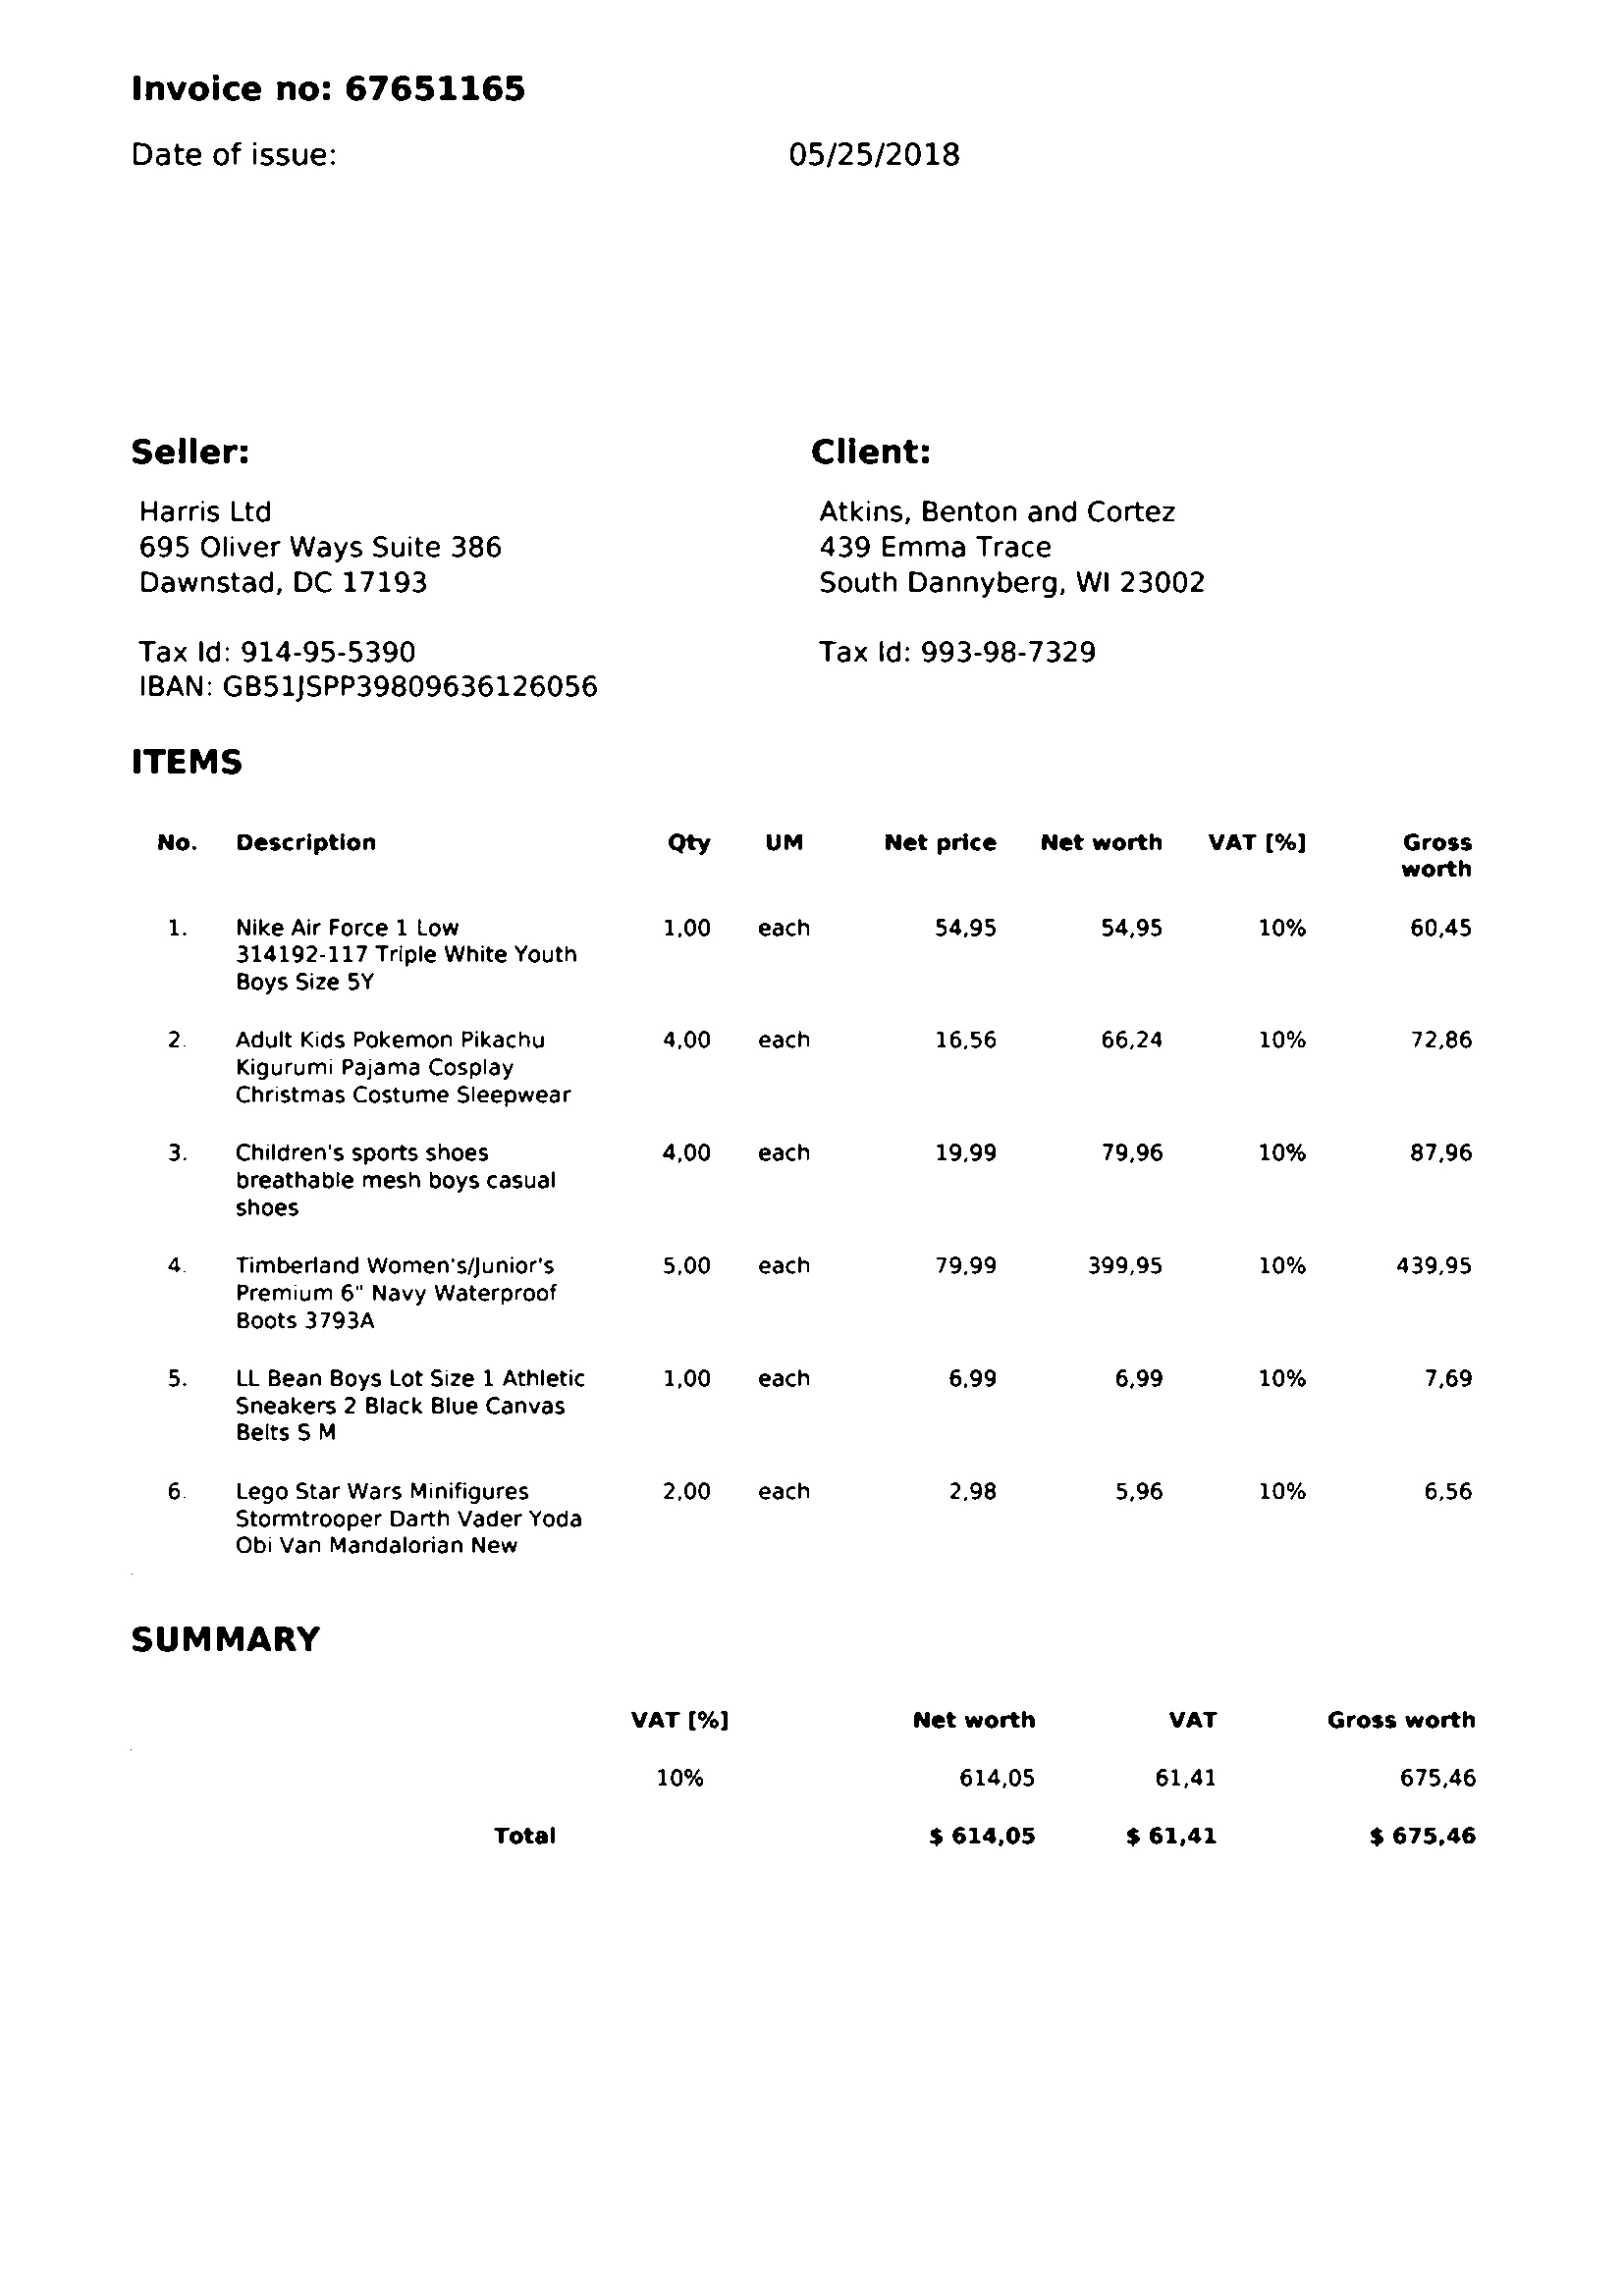 Invoice no: 67651165
Date of issue: 05/25/2018
Seller: Client:
Harris Ltd Atkins, Benton and Cortez
695 Oliver Ways Suite 386 439 Emma Trace
Dawnstad, DC 17193 South Dannyberg, WI 23002
Tax Id: 914-95-5390 Tax Id: 993-98-7329
IBAN: GB51JSPP39809636126056
ITEMS
No. Description Qty UM Net price Net worth VAT [%] Gross
worth
1. Nike Air Force 1 Low 1,00 each 54,95 54,95 10% 60,45
314192-117 Triple White Youth
Boys Size 5Y
2. Adult Kids Pokemon Pikachu 4,00 each 16,56 66,24 10% 72,86
Kigurumi Pajama Cosplay
Christmas Costume Sleepwear
3. Children's sports shoes 4,00 each 19,99 79,96 10% 87,96
breathable mesh boys casual
shoes
4. Timberland Women's/Junior's 5,00 each 79,99 399,95 10% 439,95
Premium 6" Navy Waterproof
Boots 3793A
5. LL Bean Boys Lot Size 1 Athletic 1,00 each 6,99 6,99 10% 7,69
Sneakers 2 Black Blue Canvas
Belts S M
6. Lego Star Wars Minifigures 2,00 each 2,98 5,96 10% 6,56
Stormtrooper Darth Vader Yoda
Obi Van Mandalorian New
SUMMARY
VAT [%] Net worth VAT Gross worth
10% 614,05 61,41 675,46
Total $ 614,05 $ 61,41 $ 675,46